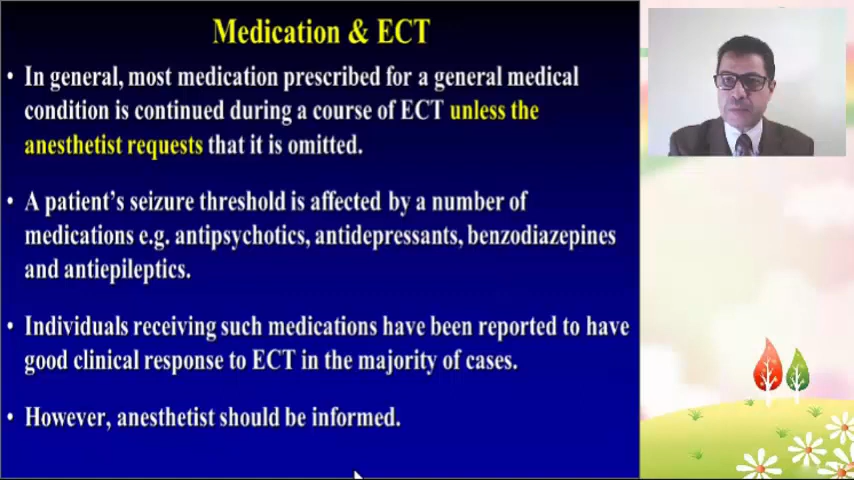 Medication & ECT
• In general, most medication prescribed for a general medical
condition is continued during a course of ECT unless the
anesthetist requests that it is omitted.
• A patient's seizure threshold is affected by a number of
medications e.g. antipsychotics, antidepressants, benzodiazepines
and antiepileptics.
• Individuals receiving such medications have been reported to have
good clinical response to ECT in the majority of cases.
• However, anesthetist should be informed.